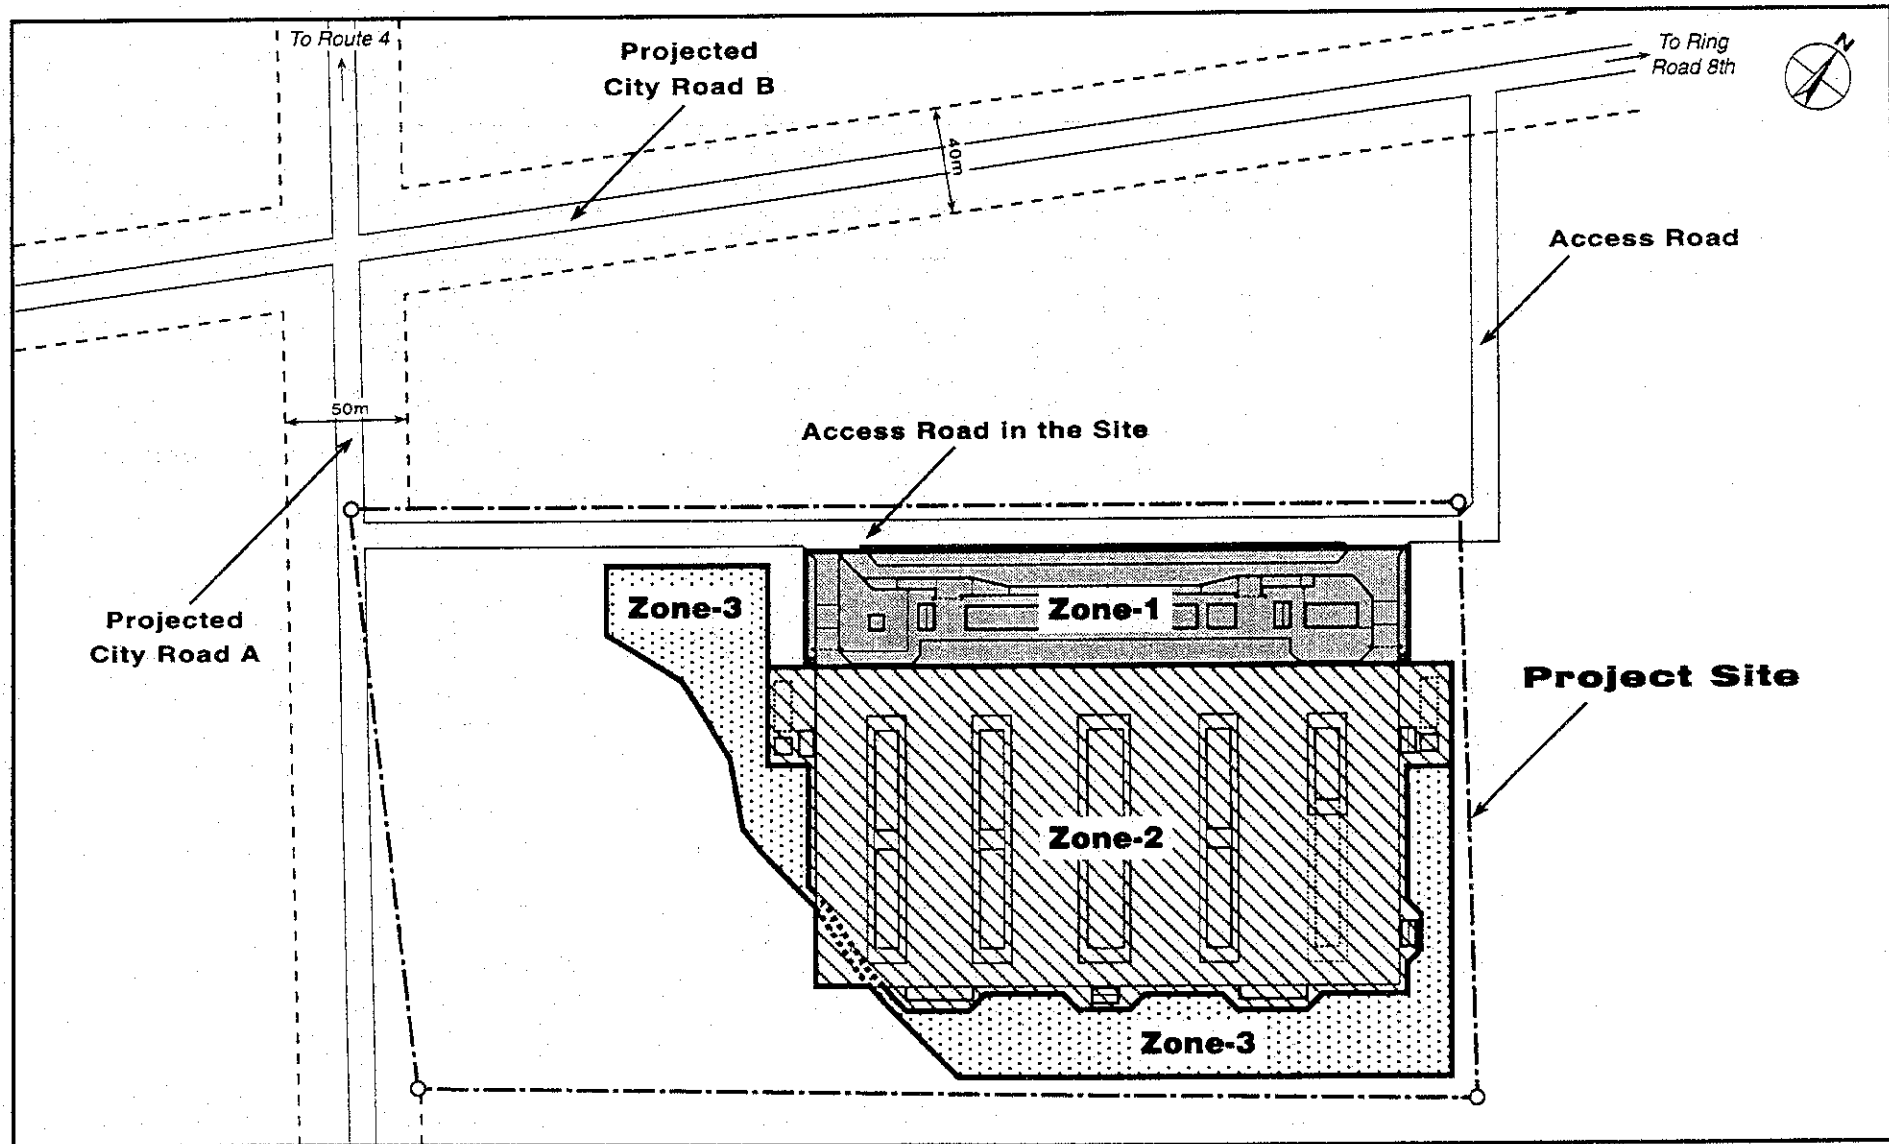 To Route 4
Projected
City Road B
To Ring
Road 8th
N
40m
Access Road
50m
Access Road in the Site
Projected
City Road A
Zone-3
Zone-1
Project Site
Zone-2
Zone-3